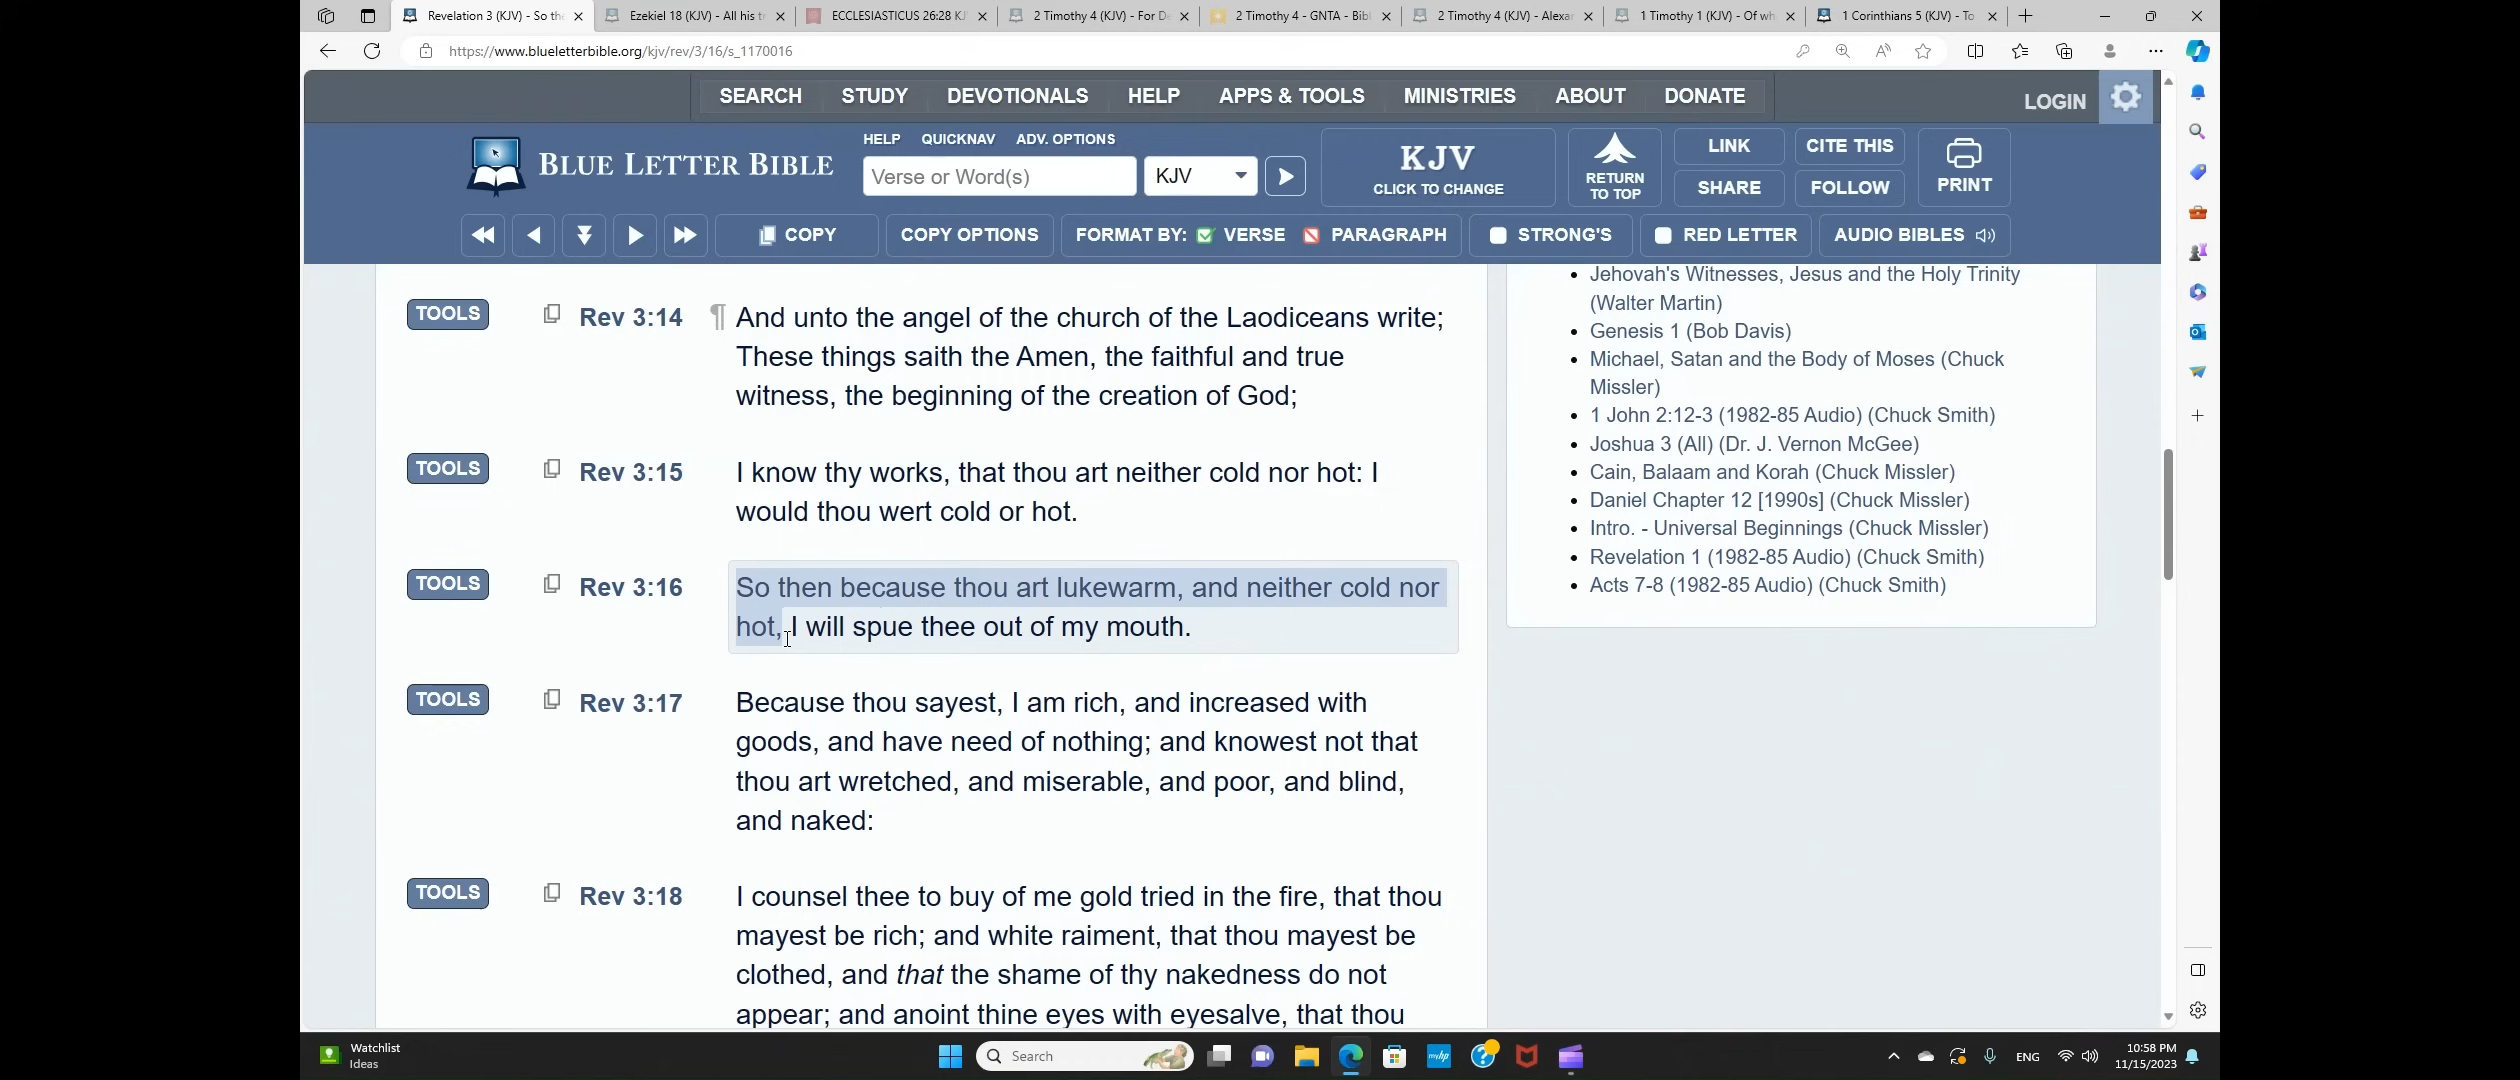 Revelation 3 (KJV) - So the
Ezekiel 18 (KJV) - All his tr
ECCLESIASTICUS 26:28 KJ
2 Timothy 4 (KJV) - For De
2 Timothy 4 - GNTA - Bibl
2 Timothy 4 (KJV) - Alexan
1 Timothy 1 (KJV) - Of wh
1 Corinthians 5 (KJV) - To
https://www.blueletterbible.org/kjv/rev/3/16/s_1170016
SEARCH STUDY DEVOTIONALS HELP APPS & TOOLS MINISTRIES ABOUT DONATE LOGIN
BLUE LETTER BIBLE
HELP QUICKNAV ADV. OPTIONS
Verse or Word(s) KJV
KJV
CLICK TO CHANGE
RETURN
TO TOP
LINK CITE THIS
SHARE FOLLOW
PRINT
COPY COPY OPTIONS FORMAT BY: VERSE PARAGRAPH STRONG'S RED LETTER AUDIO BIBLES
TOOLS Rev 3:14 ¶ And unto the angel of the church of the Laodiceans write;
These things saith the Amen, the faithful and true
witness, the beginning of the creation of God;
TOOLS Rev 3:15 I know thy works, that thou art neither cold nor hot: I
would thou wert cold or hot.
TOOLS Rev 3:16 So then because thou art lukewarm, and neither cold nor
hot, I will spue thee out of my mouth.
TOOLS Rev 3:17 Because thou sayest, I am rich, and increased with
goods, and have need of nothing; and knowest not that
thou art wretched, and miserable, and poor, and blind,
and naked:
TOOLS Rev 3:18 I counsel thee to buy of me gold tried in the fire, that thou
mayest be rich; and white raiment, that thou mayest be
clothed, and that the shame of thy nakedness do not
appear; and anoint thine eyes with eyesalve, that thou
Jehovah's Witnesses, Jesus and the Holy Trinity
(Walter Martin)
Genesis 1 (Bob Davis)
Michael, Satan and the Body of Moses (Chuck
Missler)
1 John 2:12-3 (1982-85 Audio) (Chuck Smith)
Joshua 3 (All) (Dr. J. Vernon McGee)
Cain, Balaam and Korah (Chuck Missler)
Daniel Chapter 12 [1990s] (Chuck Missler)
Intro. - Universal Beginnings (Chuck Missler)
Revelation 1 (1982-85 Audio) (Chuck Smith)
Acts 7-8 (1982-85 Audio) (Chuck Smith)
Watchlist
Ideas
Search
myhp
ENG
10:58 PM
11/15/2023